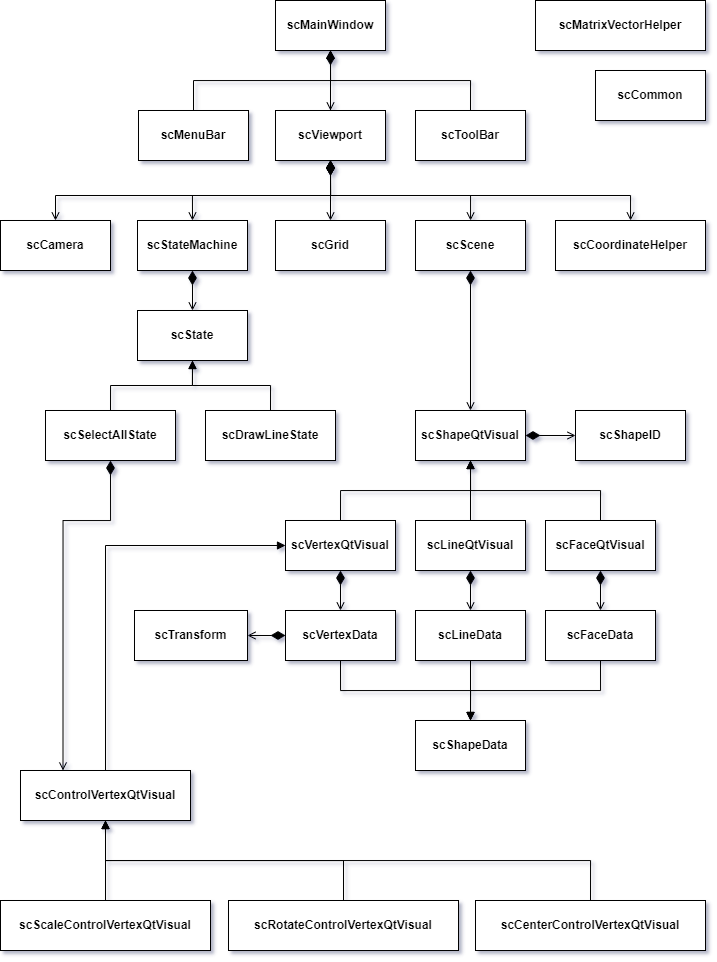 scMainWindow
scMatrixVectorHelper
scCommon
scMenuBar
scViewport
scToolBar
scCamera
scStateMachine
scGrid
scScene
scCoordinateHelper
scState
scSelectAllState
scDrawLineState
scShapeQtVisual
scShapeID
scVertexQtVisual
scLineQtVisual
scFaceQtVisual
scTransform
scVertexData
scLineData
scFaceData
scShapeData
scControlVertexQtVisual
scScaleControlVertexQtVisual
scRotateControlVertexQtVisual
scCenterControlVertexQtVisual